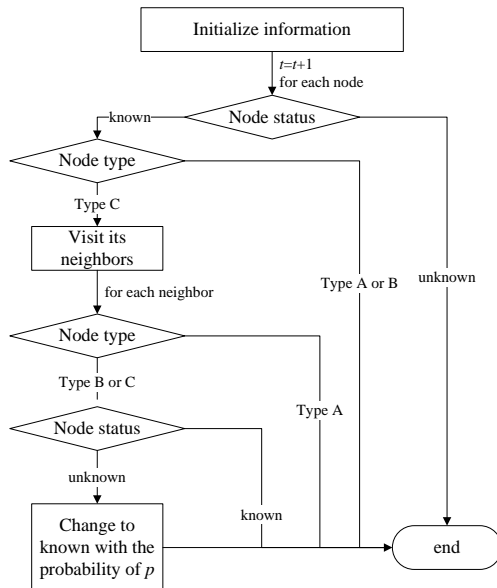 Initialize information
t=t+1
for each node
Node status
known
Node type
Type C
Visit its
neighbors
Type A or B
unknown
for each neighbor
Node type
Type B or C
Type A
Node status
unknown
known
Change to
known with the
probability of p
end